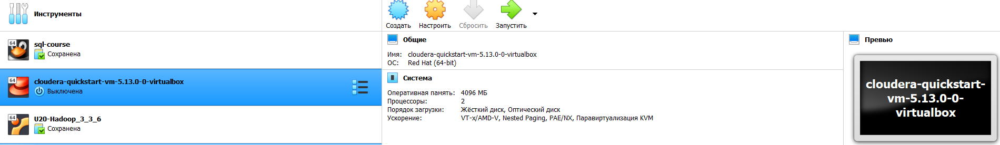 Инструменты
64
sql-course
Сохранена
64
cloudera-quickstart-vm-5.13.0-0-virtualbox
Выключена
64
U20-Hadoop_3_3_6
Сохранена
Создать Настроить Сбросить Запустить
Общие
Имя: cloudera-quickstart-vm-5.13.0-0-virtualbox
ОС: Red Hat (64-bit)
Система
Оперативная память: 4096 МБ
Процессоры: 2
Порядок загрузки: Жёсткий диск, Оптический диск
Ускорение: VT-x/AMD-V, Nested Paging, PAE/NX, Паравиртуализация KVM
Превью
cloudera-quickstart-
vm-5.13.0-0-
virtualbox